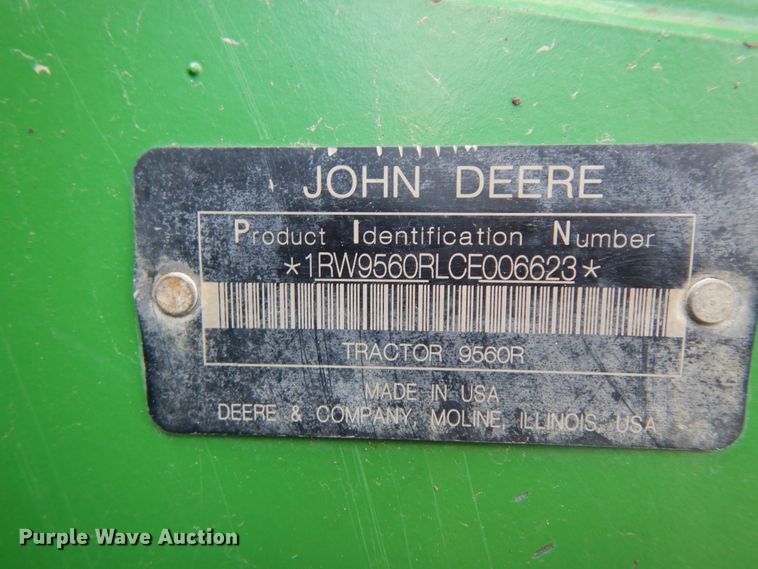 JOHN DEERE
Product Identification Number
*1RW9560RLCE006623*
TRACTOR 9560R
MADE IN USA
DEERE & COMPANY, MOLINE, ILLINOIS, USA
Purple Wave Auction